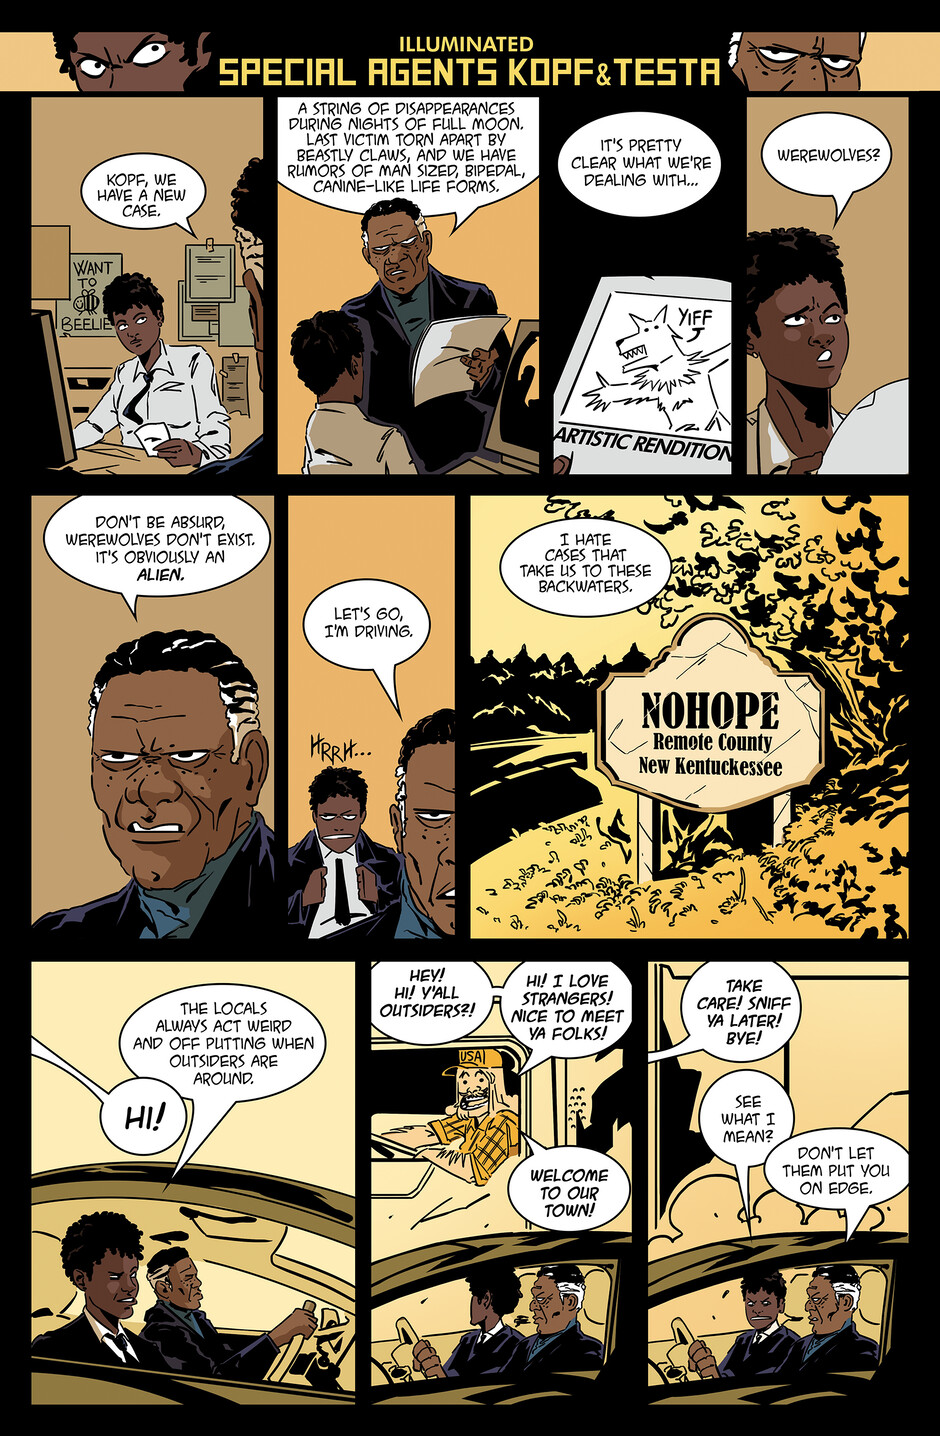 ILLUMINATED
SPECIAL AGENTS KOPF & TESTA
KOPF, WE
HAVE A NEW
CASE.
WANT
TO
BEELIE
A STRING OF DISAPPEARANCES
DURING NIGHTS OF FULL MOON.
LAST VICTIM TORN APART BY
BEASTLY CLAWS, AND WE HAVE
RUMORS OF MAN SIZED, BIPEDAL,
CANINE-LIKE LIFE FORMS.
IT'S PRETTY
CLEAR WHAT WE'RE
DEALING WITH...
YIFF
ARTISTIC RENDITION
WEREWOLVES?
DON'T BE ABSURD,
WEREWOLVES DON'T EXIST.
IT'S OBVIOUSLY AN
ALIEN.
LET'S GO,
I'M DRIVING.
HRRH...
I HATE
CASES THAT
TAKE US TO THESE
BACKWATERS.
NOHOPE
Remote County
New Kentuckessee
THE LOCALS
ALWAYS ACT WEIRD
AND OFF PUTTING WHEN
OUTSIDERS ARE
AROUND.
HI!
HEY!
HI! Y'ALL
OUTSIDERS?!
HI! I LOVE
STRANGERS!
NICE TO MEET
YA FOLKS!
USA!
WELCOME
TO OUR
TOWN!
TAKE
CARE! SNIFF
YA LATER!
BYE!
SEE
WHAT I
MEAN?
DON'T LET
THEM PUT YOU
ON EDGE.